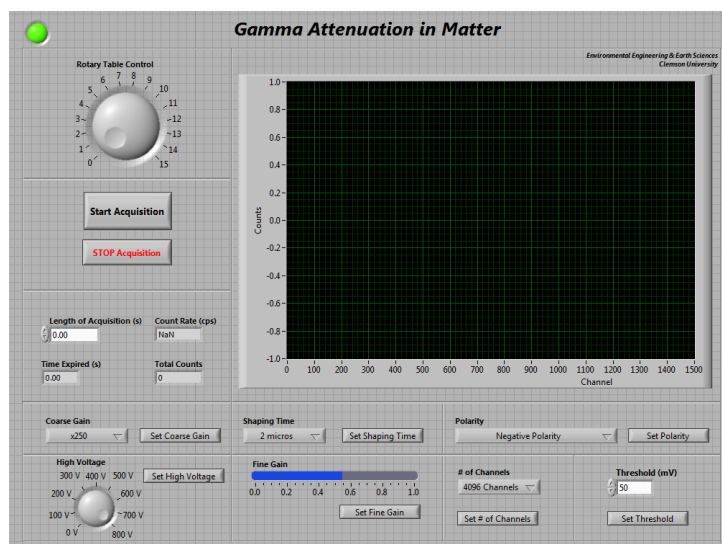 Gamma Attenuation in Matter
Environmental Engineering & Earth Sciences
Clemson University
Rotary Table Control
0 1 2 3 4 5 6 7 8 9 10 11 12 13 14 15
Start Acquisition
STOP Acquisition
Length of Acquisition (s)
0.00
Count Rate (cps)
NaN
Time Expired (s)
0.00
Total Counts
0
Counts
1.0
0.8
0.6
0.4
0.2
0.0
-0.2
-0.4
-0.6
-0.8
-1.0
0 100 200 300 400 500 600 700 800 900 1000 1100 1200 1300 1400 1500
Channel
Coarse Gain
x250
Set Coarse Gain
Shaping Time
2 micros
Set Shaping Time
Polarity
Negative Polarity
Set Polarity
High Voltage
0 V 100 V 200 V 300 V 400 V 500 V 600 V 700 V 800 V
Set High Voltage
Fine Gain
0.0 0.2 0.4 0.6 0.8 1.0
Set Fine Gain
# of Channels
4096 Channels
Set # of Channels
Threshold (mV)
50
Set Threshold